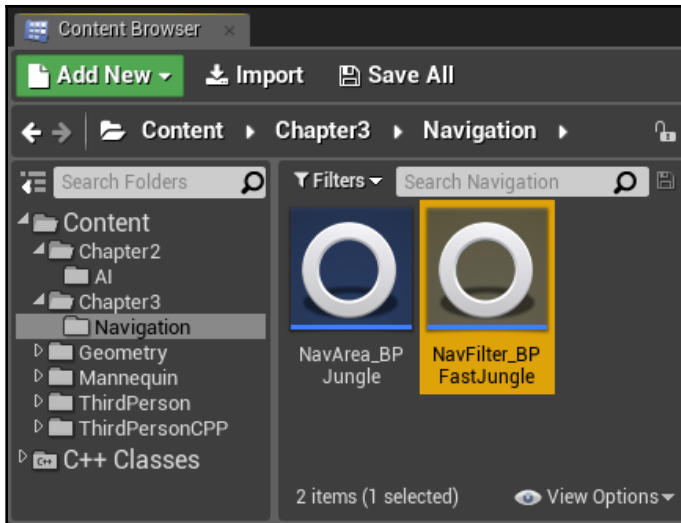 Content Browser
Add New Import Save All
Content Chapter3 Navigation
Search Folders
Filters Search Navigation
Content
Chapter2
AI
Chapter3
Navigation
Geometry
Mannequin
ThirdPerson
ThirdPersonCPP
C++ C++ Classes
NavArea_BP
Jungle
NavFilter_BP
FastJungle
2 items (1 selected) View Options